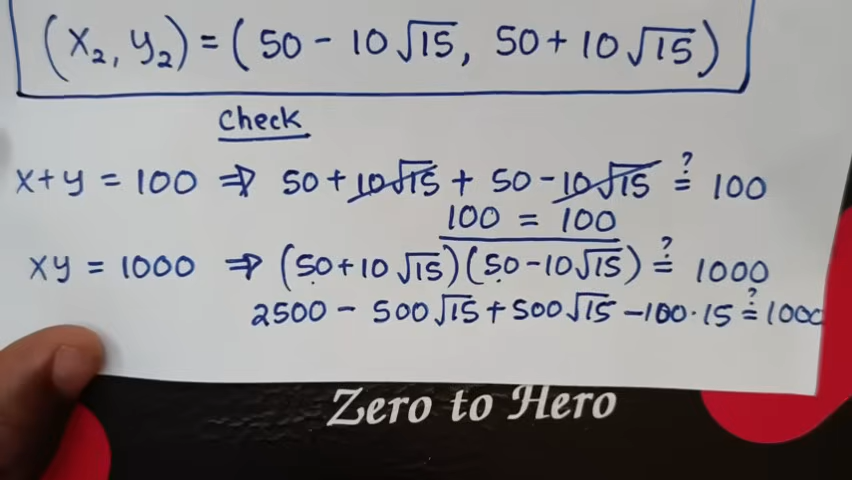 (x₂, y₂) = (50 - 10√15, 50 + 10√15)
Check
x+y = 100 ⇒ 50 + 10√15 + 50 - 10√15 ≟ 100
100 = 100
xy = 1000 ⇒ (50+10√15)(50-10√15) ≟ 1000
2500 - 500√15 + 500√15 - 100·15 ≟ 1000
Zero to Hero